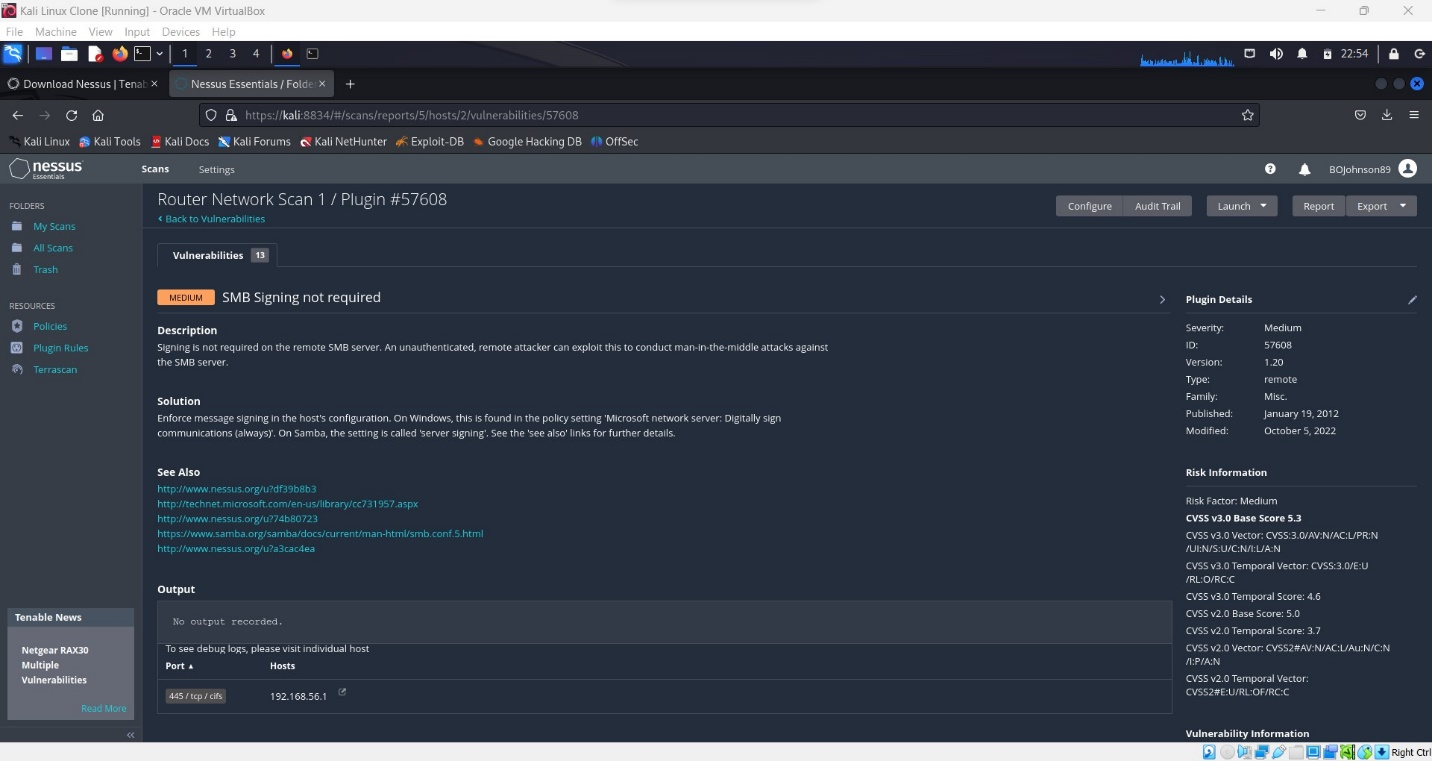 Kali Linux Clone [Running] - Oracle VM VirtualBox
File Machine View Input Devices Help
1 2 3 4 22:54
Download Nessus | Tenab Nessus Essentials / Folde
https://kali:8834/#/scans/reports/5/hosts/2/vulnerabilities/57608
Kali Linux Kali Tools Kali Docs Kali Forums Kali NetHunter Exploit-DB Google Hacking DB OffSec
nessus Essentials Scans Settings BOJohnson89
FOLDERS
My Scans
All Scans
Trash
RESOURCES
Policies
Plugin Rules
Terrascan
Tenable News
Netgear RAX30
Multiple
Vulnerabilities
Read More
Router Network Scan 1 / Plugin #57608
Back to Vulnerabilities
Configure Audit Trail Launch Report Export
Vulnerabilities 13
MEDIUM SMB Signing not required
Description
Signing is not required on the remote SMB server. An unauthenticated, remote attacker can exploit this to conduct man-in-the-middle attacks against
the SMB server.
Solution
Enforce message signing in the host's configuration. On Windows, this is found in the policy setting 'Microsoft network server: Digitally sign
communications (always)'. On Samba, the setting is called 'server signing'. See the 'see also' links for further details.
See Also
http://www.nessus.org/u?df39b8b3
http://technet.microsoft.com/en-us/library/cc731957.aspx
http://www.nessus.org/u?74b80723
https://www.samba.org/samba/docs/current/man-html/smb.conf.5.html
http://www.nessus.org/u?a3cac4ea
Output
No output recorded.
To see debug logs, please visit individual host
Port Hosts
445 / tcp / cifs 192.168.56.1
Plugin Details
Severity: Medium
ID: 57608
Version: 1.20
Type: remote
Family: Misc.
Published: January 19, 2012
Modified: October 5, 2022
Risk Information
Risk Factor: Medium
CVSS v3.0 Base Score 5.3
CVSS v3.0 Vector: CVSS:3.0/AV:N/AC:L/PR:N
/UI:N/S:U/C:N/I:L/A:N
CVSS v3.0 Temporal Vector: CVSS:3.0/E:U
/RL:O/RC:C
CVSS v3.0 Temporal Score: 4.6
CVSS v2.0 Base Score: 5.0
CVSS v2.0 Temporal Score: 3.7
CVSS v2.0 Vector: CVSS2#AV:N/AC:L/Au:N/C:N
/I:P/A:N
CVSS v2.0 Temporal Vector:
CVSS2#E:U/RL:OF/RC:C
Vulnerability Information
Right Ctrl